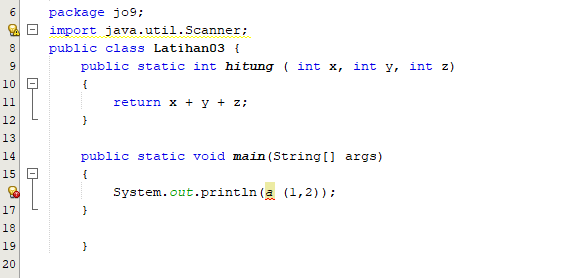 6 package jo9;
import java.util.Scanner;
8 public class Latihan03 {
9 public static int hitung ( int x, int y, int z)
10 {
11 return x + y + z;
12 }
13
14 public static void main(String[] args)
15 {
System.out.println(a (1,2));
17 }
18
19 }
20